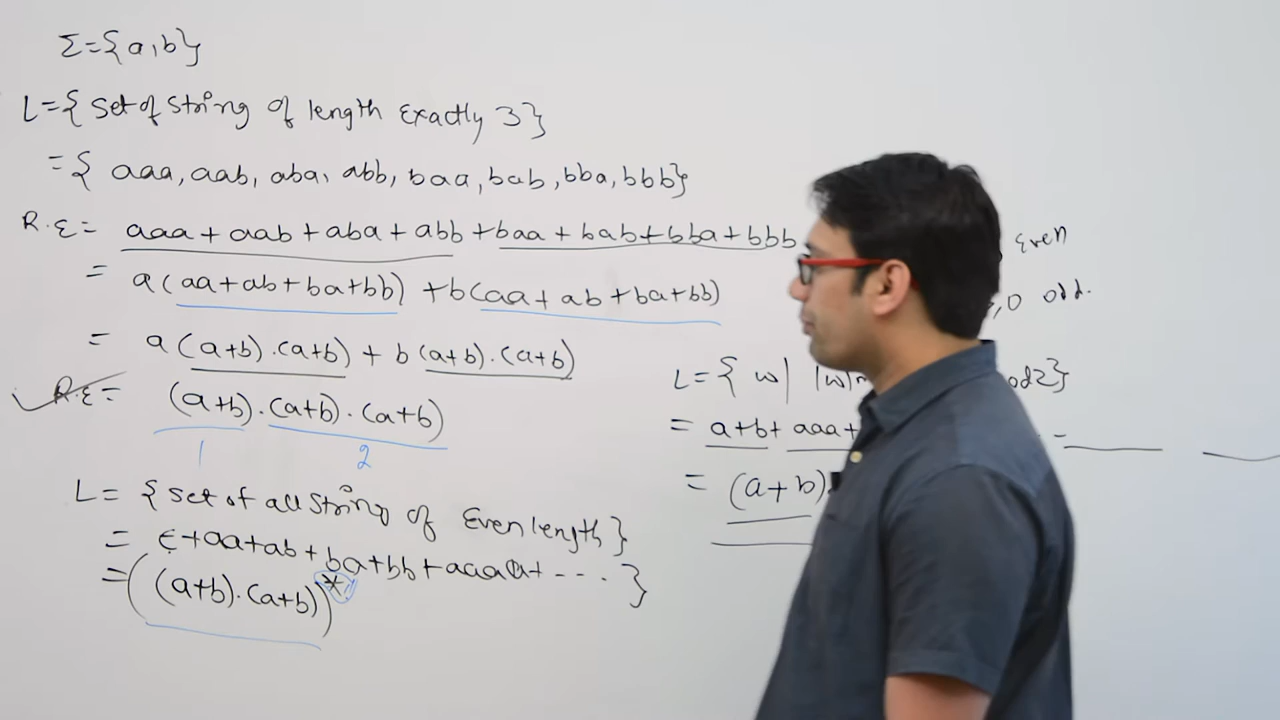 Σ={a,b}
L={ Set of String of length Exactly 3}
={ aaa, aab, aba, abb, baa, bab, bba, bbb}
R.E= aaa + aab + aba + abb + baa + bab + bba + bbb
= a(aa+ab+ba+bb) + b(aa+ab+ba+bb)
= a(a+b).(a+b) + b(a+b).(a+b)
R.E= (a+b).(a+b).(a+b)
1 2
L= {Set of all String of Even length}
= ε+aa+ab+ba+bb+aaaa+---- }
=((a+b).(a+b))*
Even
,0 odd.
L={ w| |w| od2}
= a+b+ aaa+ -
= (a+b)